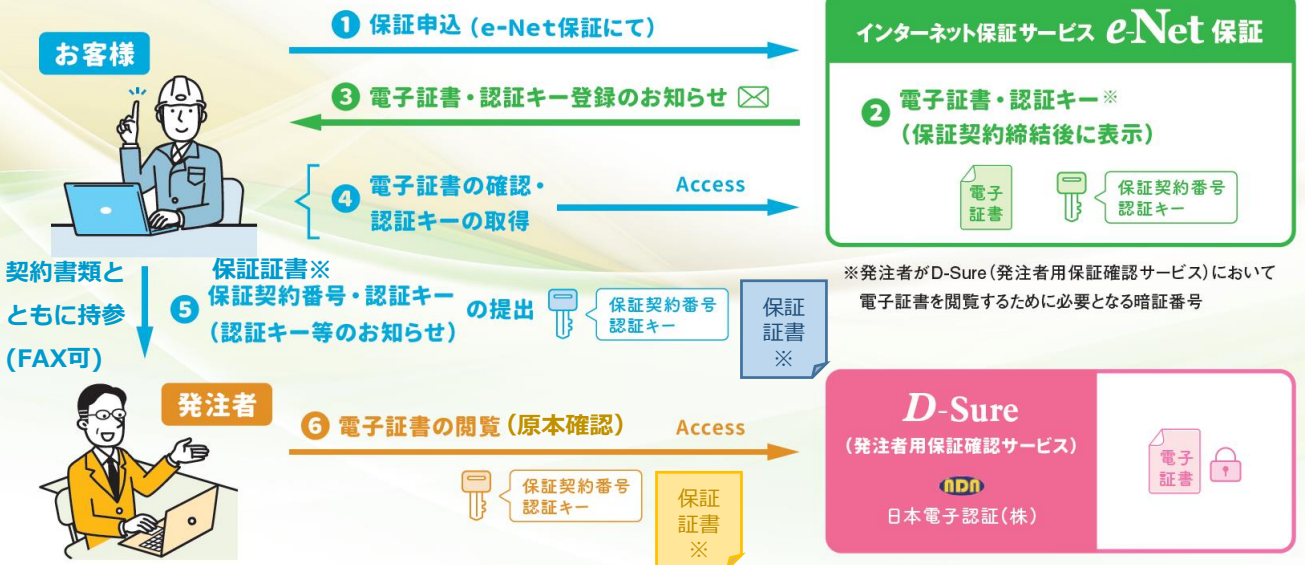 お客様
❶ 保証申込 (e-Net保証にて)
❸ 電子証書・認証キー登録のお知らせ
❹ 電子証書の確認・
認証キーの取得
Access
インターネット保証サービス e-Net 保証
❷ 電子証書・認証キー※
(保証契約締結後に表示)
電子
証書
保証契約番号
認証キー
※発注者がD-Sure(発注者用保証確認サービス)において
電子証書を閲覧するために必要となる暗証番号
契約書類と
ともに持参
(FAX可)
保証証書※
❺ 保証契約番号・認証キー
(認証キー等のお知らせ)
の提出
保証契約番号
認証キー
保証
証書
※
発注者
❻ 電子証書の閲覧(原本確認)
Access
保証契約番号
認証キー
保証
証書
※
D-Sure
(発注者用保証確認サービス)
nDn
日本電子認証(株)
電子
証書